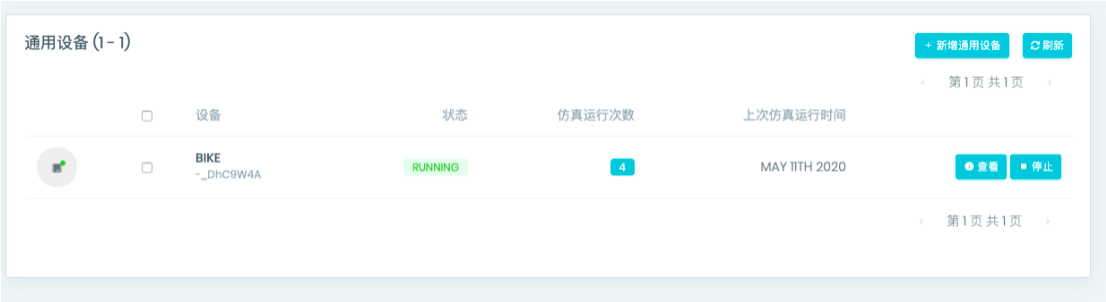 通用设备 (1 - 1)
+ 新增通用设备 刷新
‹ 第 1 页 共 1 页 ›
设备 状态 仿真运行次数 上次仿真运行时间
BIKE RUNNING 4 MAY 11TH 2020 查看 停止
-_DhC9W4A
‹ 第 1 页 共 1 页 ›